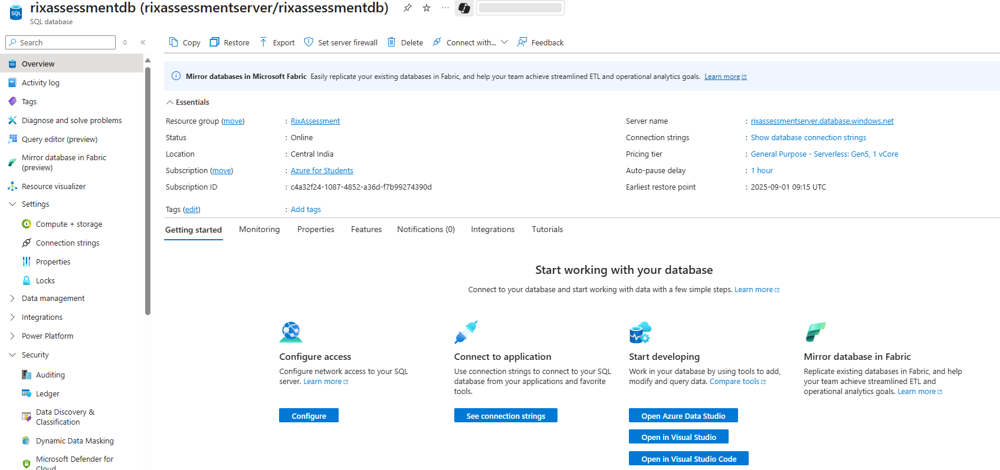 rixassessmentdb (rixassessmentserver/rixassessmentdb)
SQL
SQL database
Search
Copy
Restore
Export
Set server firewall
Delete
Connect with...
Feedback
Overview
Activity log
Tags
Diagnose and solve problems
Query editor (preview)
Mirror database in Fabric
(preview)
Resource visualizer
Settings
Compute + storage
Connection strings
Properties
Locks
Data management
Integrations
Power Platform
Security
Auditing
Ledger
Data Discovery &
Classification
Dynamic Data Masking
Microsoft Defender for
Cloud
Mirror databases in Microsoft Fabric Easily replicate your existing databases in Fabric, and help your team achieve streamlined ETL and operational analytics goals. Learn more
Essentials
Resource group (move) : RixAssessment
Status : Online
Location : Central India
Subscription (move) : Azure for Students
Subscription ID : c4a32f24-1087-4852-a36d-f7b99274390d
Tags (edit) : Add tags
Server name : rixassessmentserver.database.windows.net
Connection strings : Show database connection strings
Pricing tier : General Purpose - Serverless: Gen5, 1 vCore
Auto-pause delay : 1 hour
Earliest restore point : 2025-09-01 09:15 UTC
Getting started
Monitoring
Properties
Features
Notifications (0)
Integrations
Tutorials
Start working with your database
Connect to your database and start working with data with a few simple steps. Learn more
Configure access
Configure network access to your SQL
server. Learn more
Configure
Connect to application
Use connection strings to connect to your SQL
database from your applications and favorite
tools.
See connection strings
Start developing
Work in your database by using tools to add,
modify and query data. Compare tools
Open Azure Data Studio
Open in Visual Studio
Open in Visual Studio Code
Mirror database in Fabric
Replicate existing databases in Fabric, and help
your team achieve streamlined ETL and
operational analytics goals. Learn more